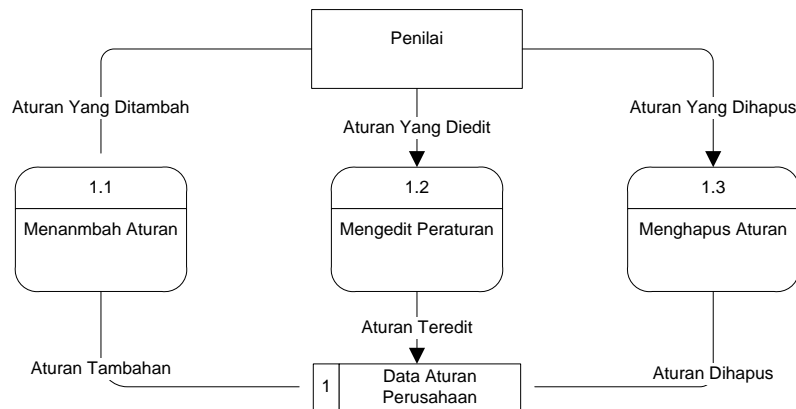 Penilai
Aturan Yang Ditambah
Aturan Yang Diedit
Aturan Yang Dihapus
1.1
1.2
1.3
Menanmbah Aturan
Mengedit Peraturan
Menghapus Aturan
Aturan Teredit
Aturan Tambahan
Aturan Dihapus
1
Data Aturan
Perusahaan